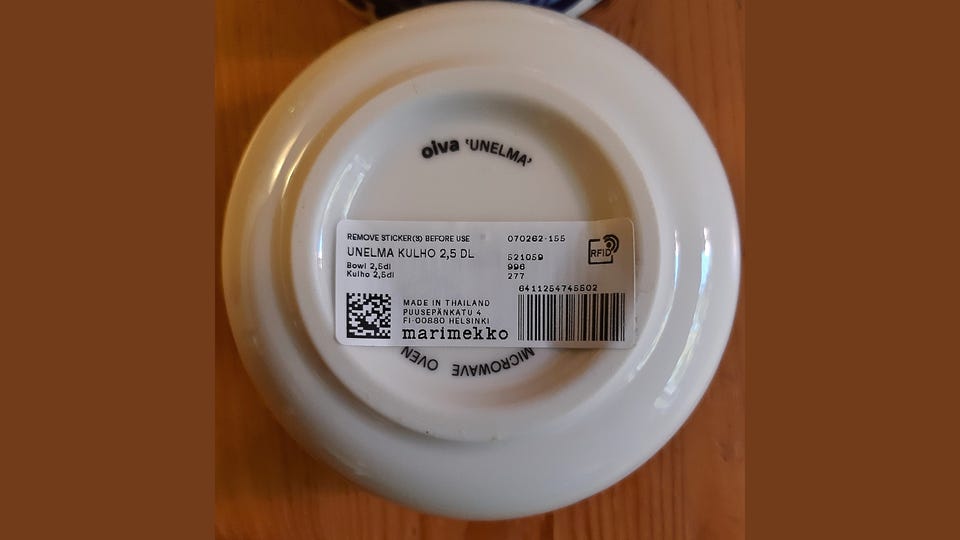 oiva 'UNELMA'
REMOVE STICKER(S) BEFORE USE 070262-155
UNELMA KULHO 2,5 DL 521059
Bowl 2,5dl 996
Kulho 2,5dl 277
RFID
6411254745502
MADE IN THAILAND
PUUSEPÄNKATU 4
FI-00880 HELSINKI
marimekko
MICROWAVE OVEN